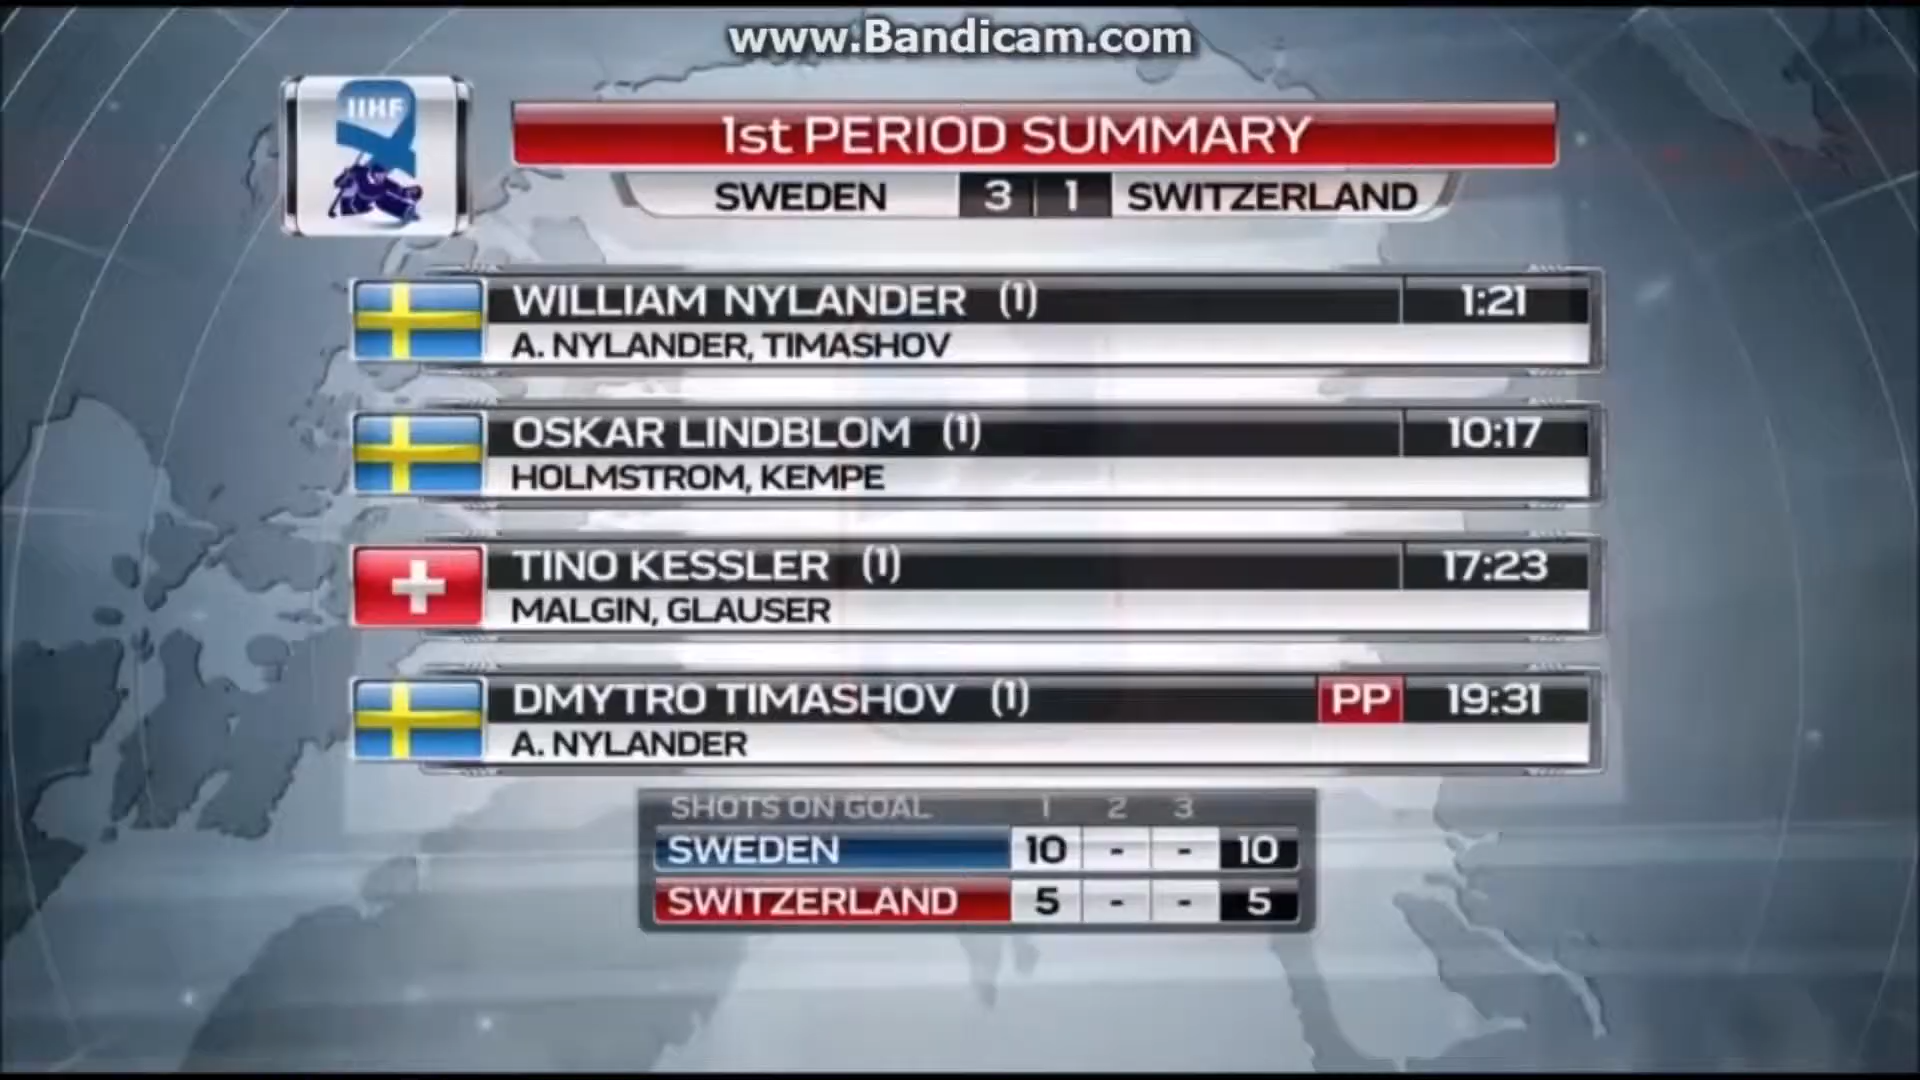 www.Bandicam.com
IIHF
1st PERIOD SUMMARY
SWEDEN 3 1 SWITZERLAND
WILLIAM NYLANDER (1) 1:21
A. NYLANDER, TIMASHOV
OSKAR LINDBLOM (1) 10:17
HOLMSTROM, KEMPE
TINO KESSLER (1) 17:23
MALGIN, GLAUSER
DMYTRO TIMASHOV (1) PP 19:31
A. NYLANDER
SHOTS ON GOAL 1 2 3
SWEDEN 10 - - 10
SWITZERLAND 5 - - 5